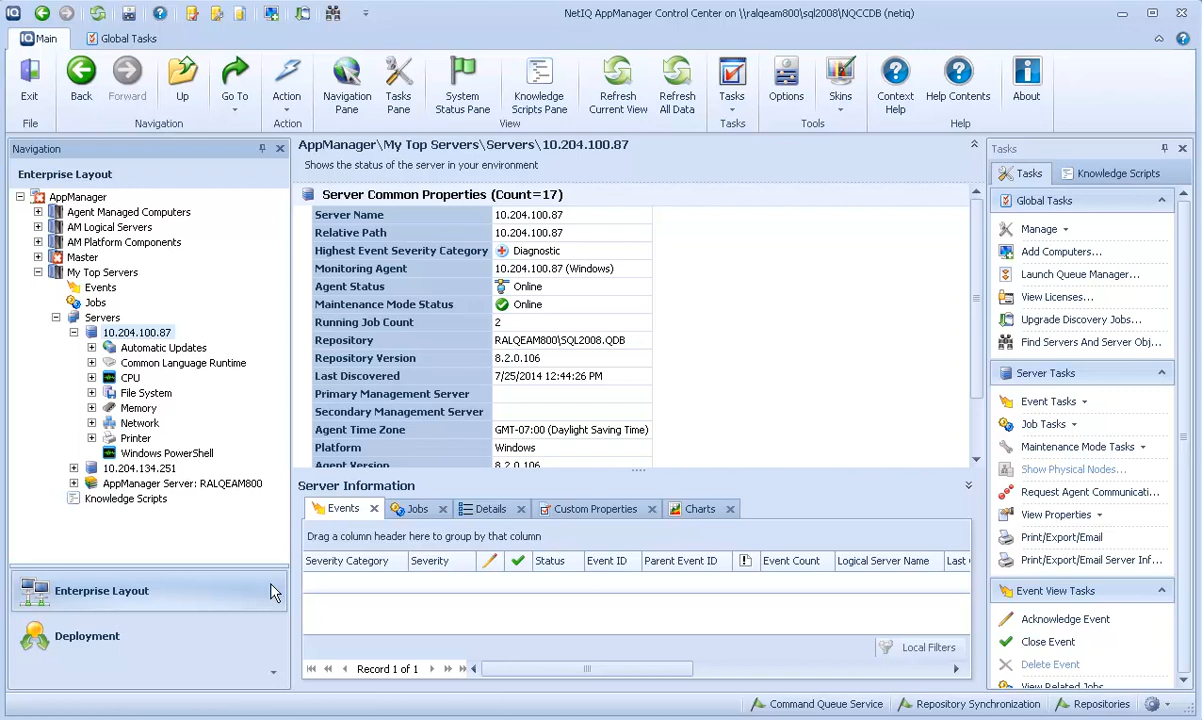 NetIQ AppManager Control Center on \\ralqeam800\sql2008\NQCCDB (netiq)
Main
Global Tasks
Exit
Back
Forward
Up
Go To
Action
Navigation Pane
Tasks Pane
System Status Pane
Knowledge Scripts Pane
Refresh Current View
Refresh All Data
Tasks
Options
Skins
Context Help
Help Contents
About
File
Navigation
Action
View
Tasks
Tools
Help
Navigation
Enterprise Layout
AppManager
Agent Managed Computers
AM Logical Servers
AM Platform Components
Master
My Top Servers
Events
Jobs
Servers
10.204.100.87
Automatic Updates
Common Language Runtime
CPU
File System
Memory
Network
Printer
Windows PowerShell
10.204.134.251
AppManager Server: RALQEAM800
Knowledge Scripts
Enterprise Layout
Deployment
AppManager\My Top Servers\Servers\10.204.100.87
Shows the status of the server in your environment
Server Common Properties (Count=17)
Server Name 10.204.100.87
Relative Path 10.204.100.87
Highest Event Severity Category Diagnostic
Monitoring Agent 10.204.100.87 (Windows)
Agent Status Online
Maintenance Mode Status Online
Running Job Count 2
Repository RALQEAM800\SQL2008.QDB
Repository Version 8.2.0.106
Last Discovered 7/25/2014 12:44:26 PM
Primary Management Server
Secondary Management Server
Agent Time Zone GMT-07:00 (Daylight Saving Time)
Platform Windows
Agent Version 8.2.0.106
Server Information
Events Jobs Details Custom Properties Charts
Drag a column header here to group by that column
Severity Category Severity Status Event ID Parent Event ID Event Count Logical Server Name Last
Local Filters
Record 1 of 1
Tasks
Tasks Knowledge Scripts
Global Tasks
Manage
Add Computers...
Launch Queue Manager...
View Licenses...
Upgrade Discovery Jobs...
Find Servers And Server Obj...
Server Tasks
Event Tasks
Job Tasks
Maintenance Mode Tasks
Show Physical Nodes...
Request Agent Communicati...
View Properties
Print/Export/Email
Print/Export/Email Server Inf...
Event View Tasks
Acknowledge Event
Close Event
Delete Event
View Related Jobs
Command Queue Service Repository Synchronization Repositories